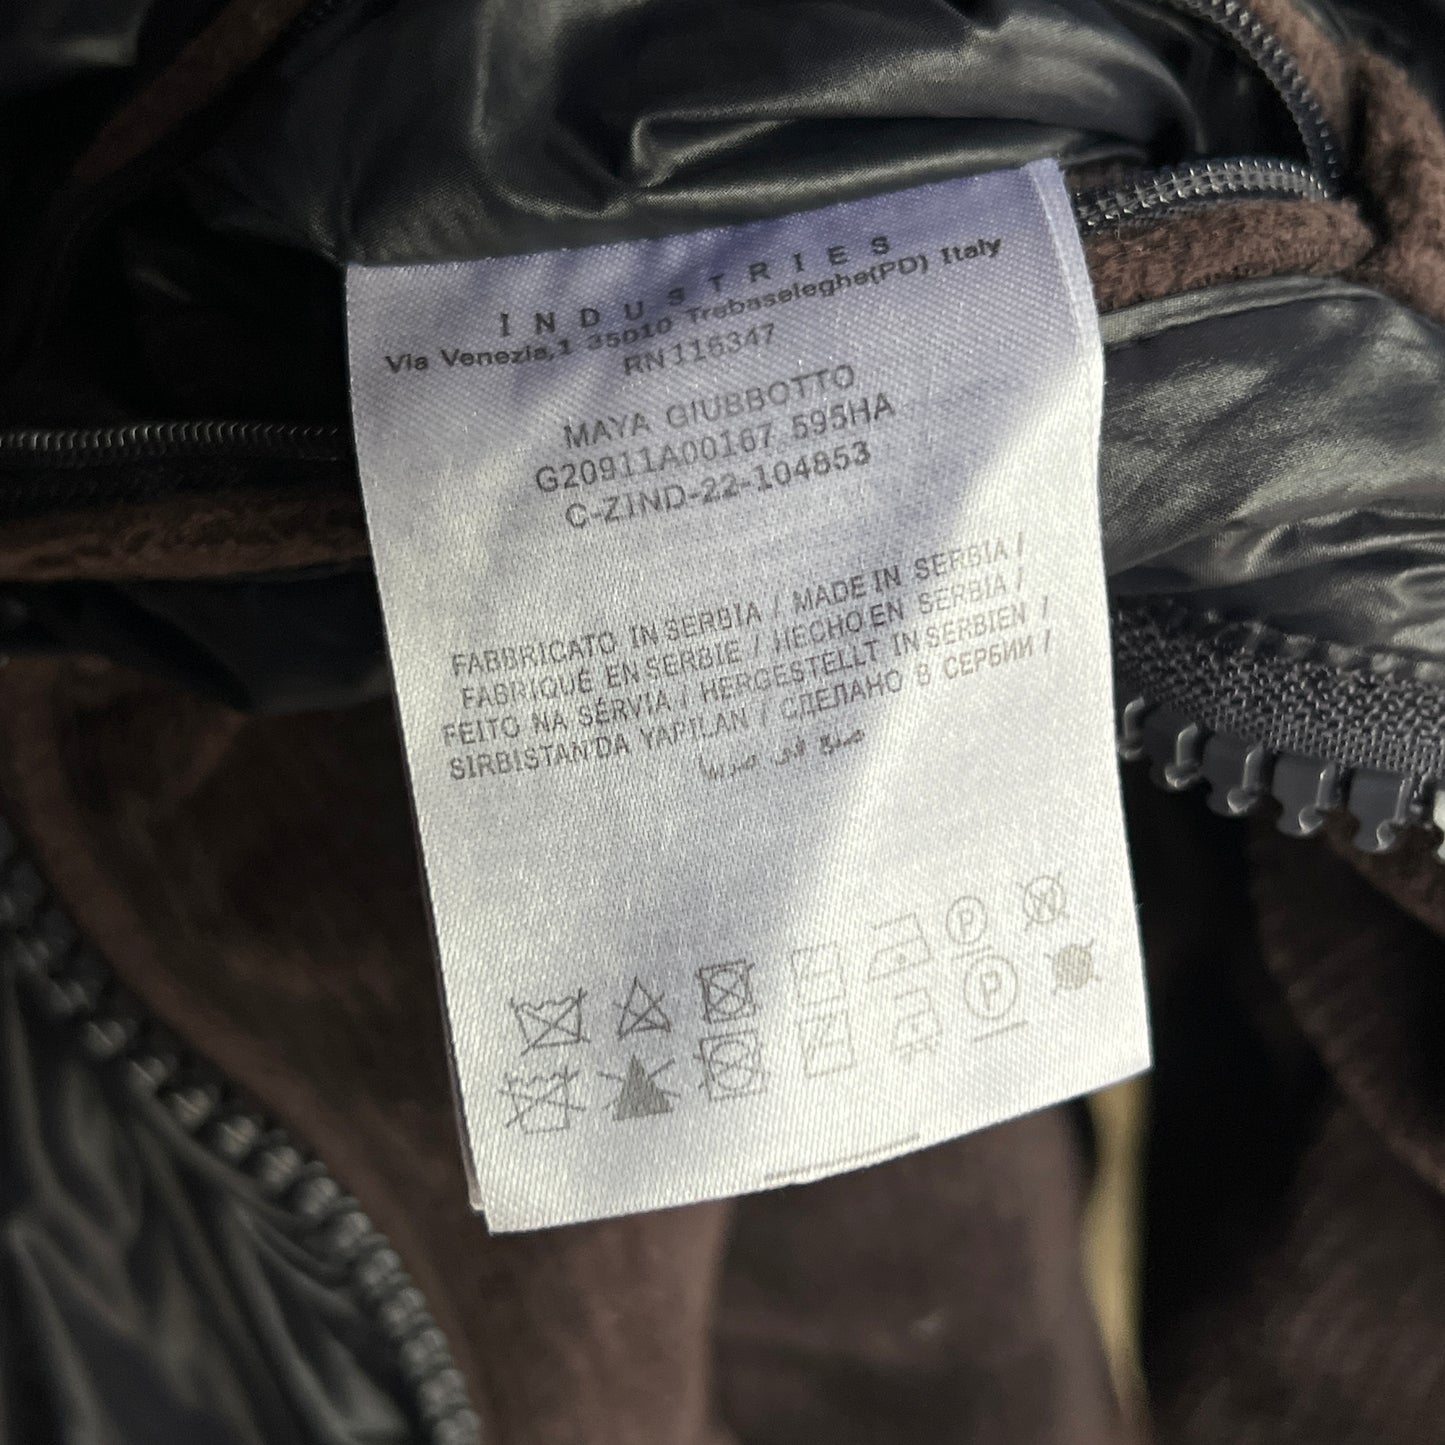 INDUSTRIES
Via Venezia,1 35010 Trebaseleghe(PD) Italy
RN 116347
MAYA GIUBBOTTO
G20911A00167 595HA
C-ZIND-22-104853
FABBRICATO IN SERBIA / MADE IN SERBIA /
FABRIQUÉ EN SERBIE / HECHO EN SERBIA /
FEITO NA SÉRVIA / HERGESTELLT IN SERBIEN /
SIRBISTAN'DA YAPILAN / СДЕЛАНО В СЕРБИИ /
صنع في صربيا
P W
P